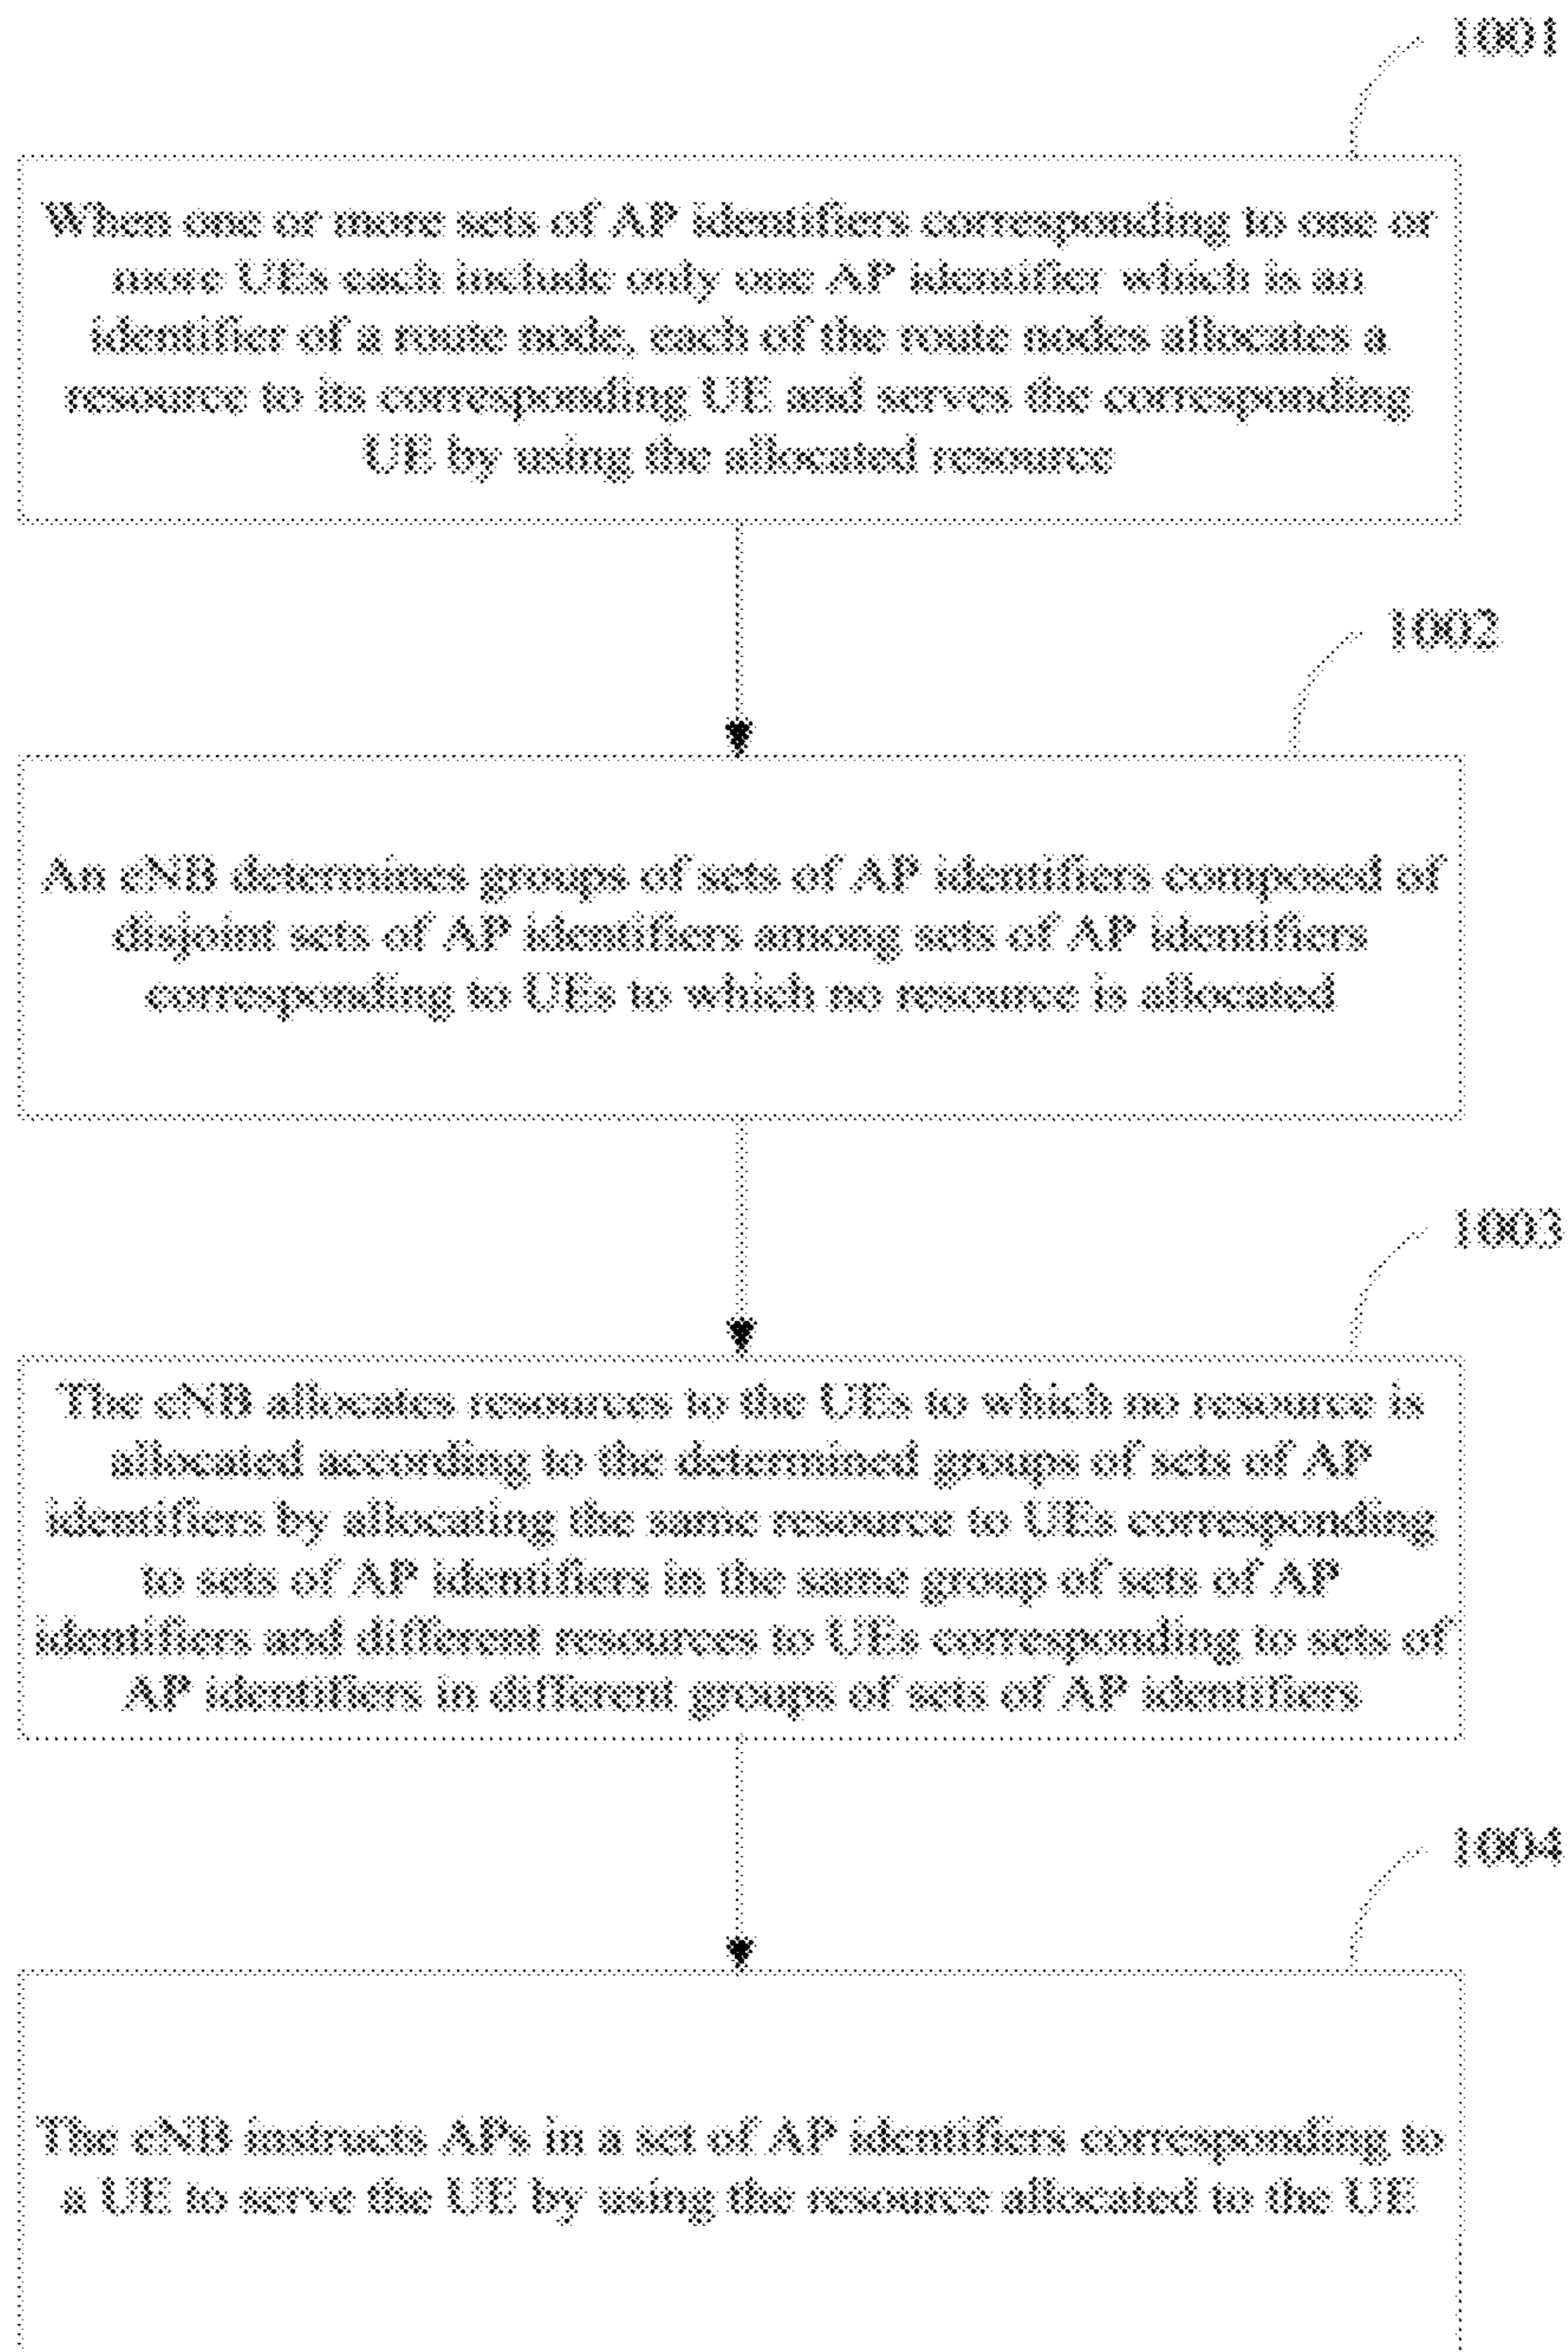 1001
When one or more sets of AP identifiers corresponding to one or
more UEs each include only one AP identifier which is an
identifier of a route node, each of the route nodes allocates a
resource to its corresponding UE and serves the corresponding
UE by using the allocated resource
1002
An eNB determines groups of sets of AP identifiers composed of
disjoint sets of AP identifiers among sets of AP identifiers
corresponding to UEs to which no resource is allocated
1003
The eNB allocates resources to the UEs to which no resource is
allocated according to the determined groups of sets of AP
identifiers by allocating the same resource to UEs corresponding
to sets of AP identifiers in the same group of sets of AP
identifiers and different resources to UEs corresponding to sets of
AP identifiers in different groups of sets of AP identifiers
1004
The eNB instructs APs in a set of AP identifiers corresponding to
a UE to serve the UE by using the resource allocated to the UE